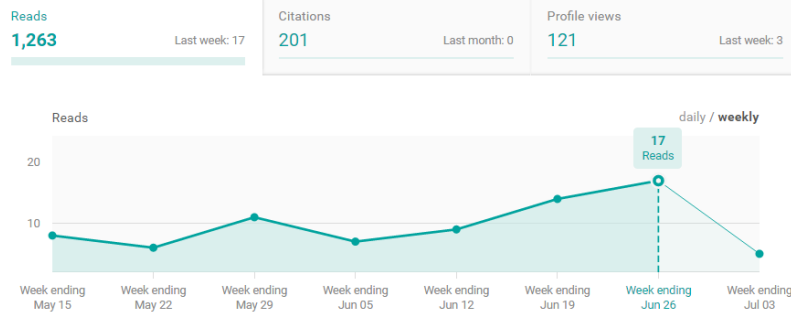 Reads
1,263
Last week: 17
Citations
201
Last month: 0
Profile views
121
Last week: 3
Reads
daily / weekly
17
Reads
20
10
Week ending
May 15
Week ending
May 22
Week ending
May 29
Week ending
Jun 05
Week ending
Jun 12
Week ending
Jun 19
Week ending
Jun 26
Week ending
Jul 03